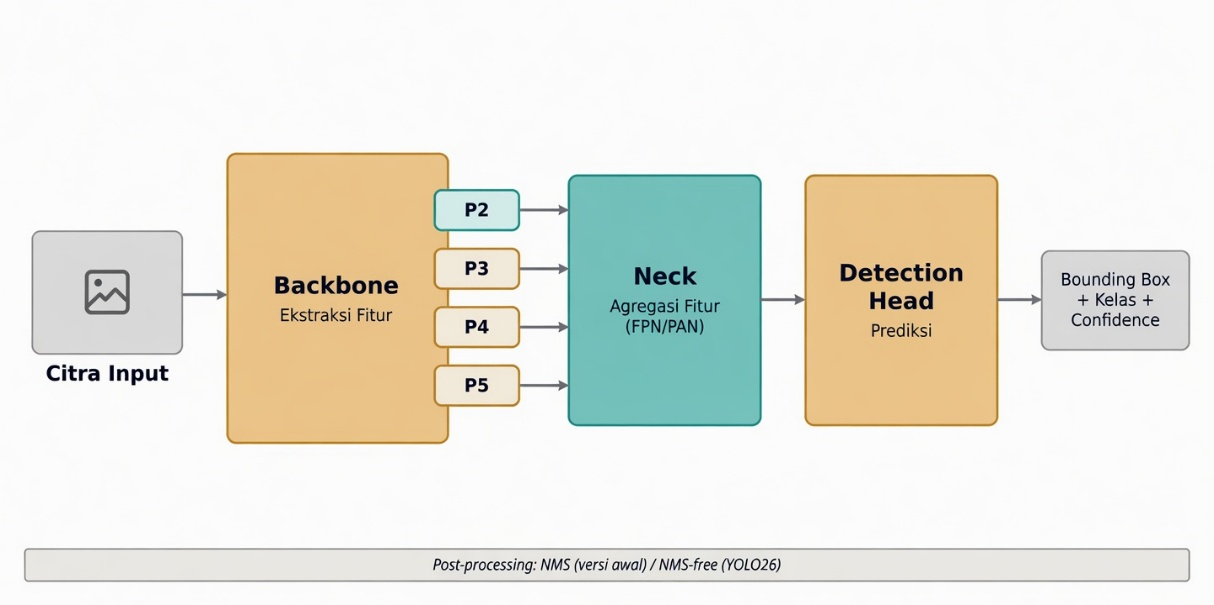 Citra Input
Backbone
Ekstraksi Fitur
P2
P3
P4
P5
Neck
Agregasi Fitur
(FPN/PAN)
Detection
Head
Prediksi
Bounding Box
+ Kelas +
Confidence
Post-processing: NMS (versi awal) / NMS-free (YOLO26)